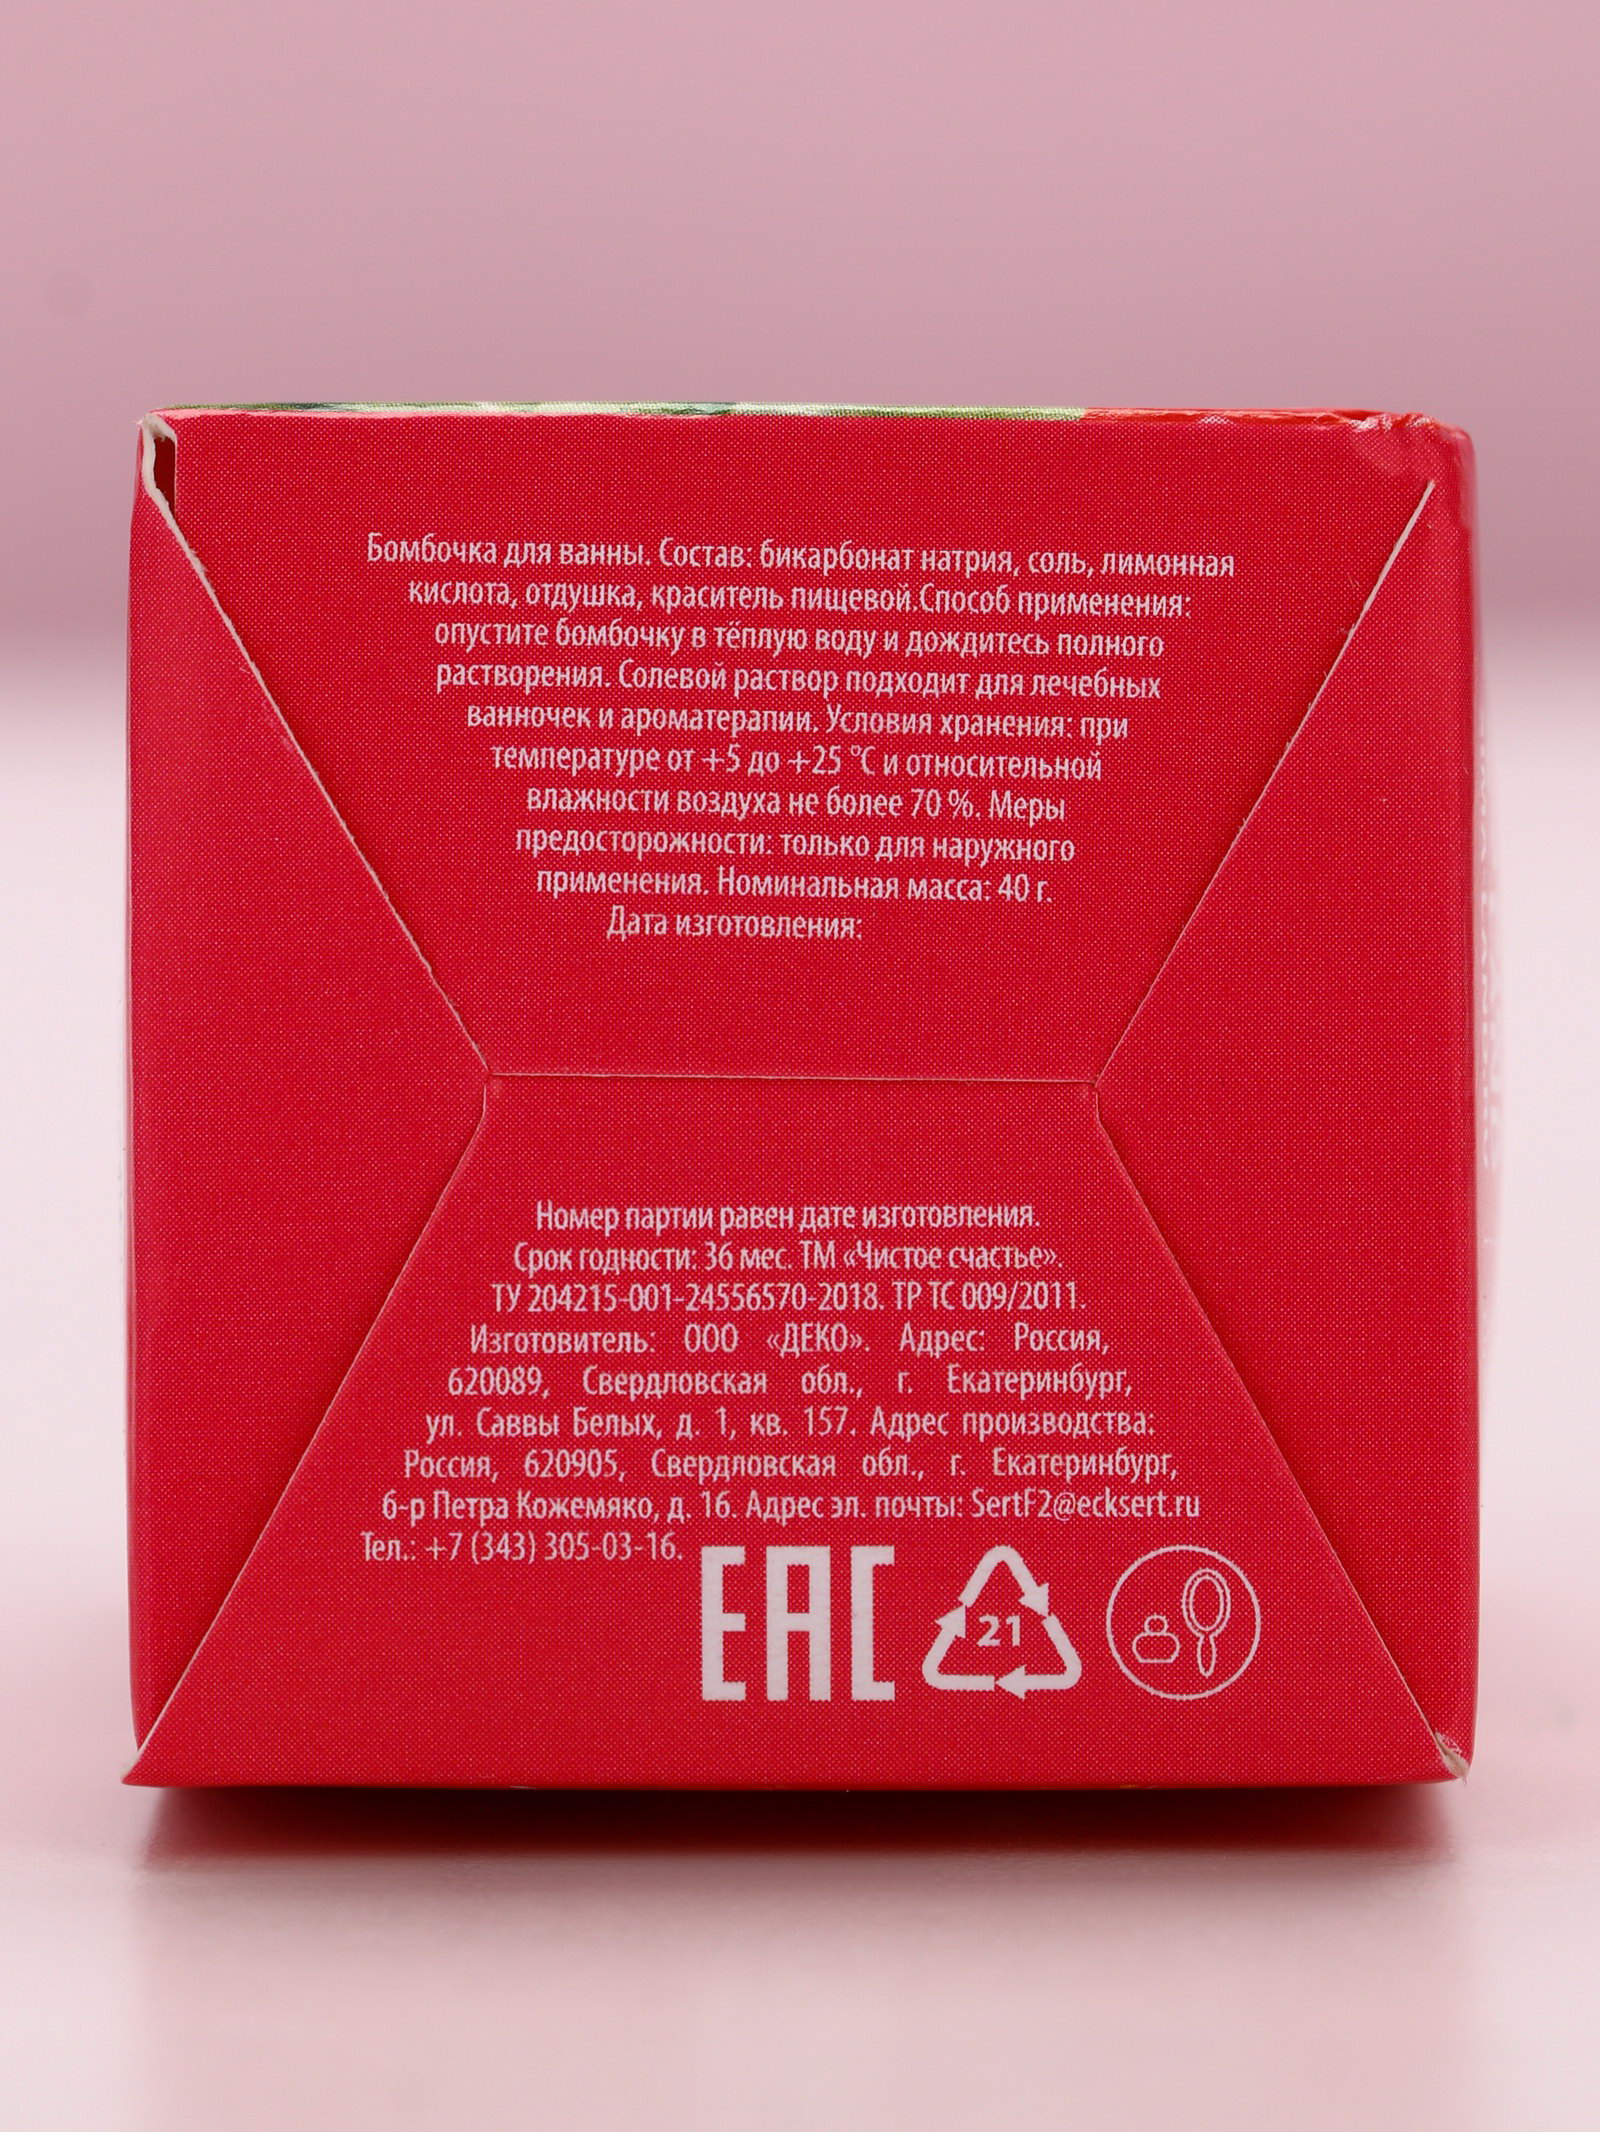 Бомбочка для ванны. Состав: бикарбонат натрия, соль, лимонная
кислота, отдушка, краситель пищевой.Способ применения:
опустите бомбочку в тёплую воду и дождитесь полного
растворения. Солевой раствор подходит для лечебных
ванночек и ароматерапии. Условия хранения: при
температуре от +5 до +25 °С и относительной
влажности воздуха не более 70 %. Меры
предосторожности: только для наружного
применения. Номинальная масса: 40 г.
Дата изготовления:
Номер партии равен дате изготовления.
Срок годности: 36 мес. ТМ «Чистое счастье».
ТУ 204215-001-24556570-2018. ТР ТС 009/2011.
Изготовитель: ООО «ДЕКО». Адрес: Россия,
620089, Свердловская обл., г. Екатеринбург,
ул. Саввы Белых, д. 1, кв. 157. Адрес производства:
Россия, 620905, Свердловская обл., г. Екатеринбург,
б-р Петра Кожемяко, д. 16. Адрес эл. почты: SertF2@ecksert.ru
Тел.: +7 (343) 305-03-16.
ЕАС
21